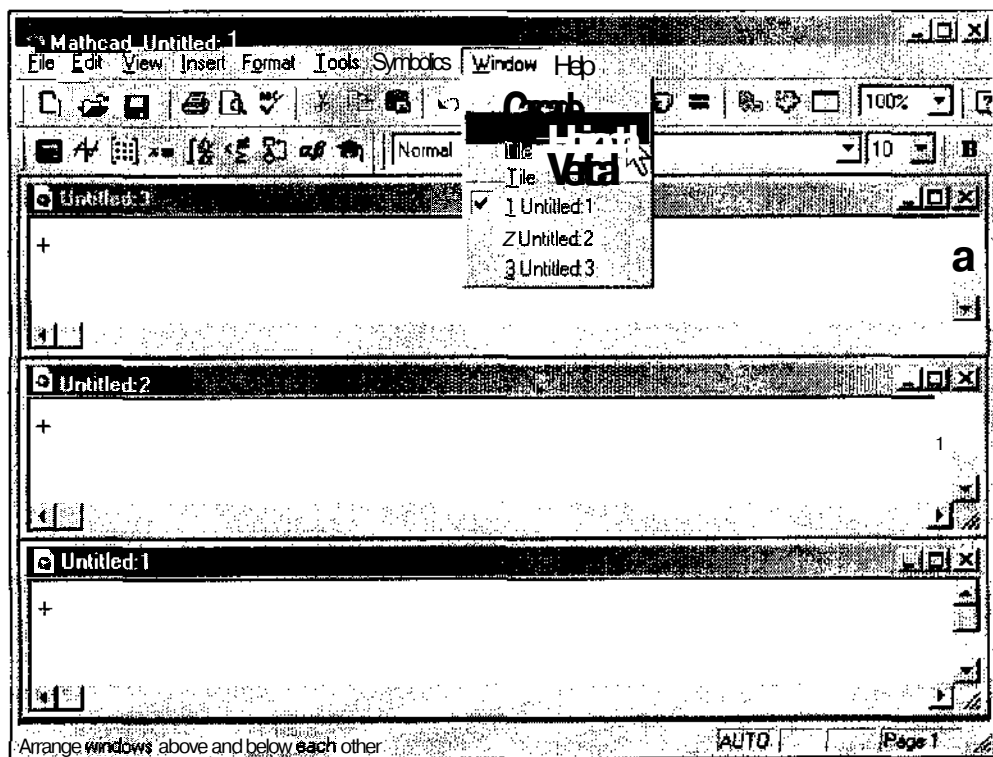 Mathcad Untitled: 1
File Edit View Insert Format Tools Symbolics Window Help
100%
Normal 10 B
Tile
Tile
1 Untitled:1
2 Untitled:2
3 Untitled:3
a
Untitled:2
1
Untitled:1
Arrange windows above and below each other AUTO Page 1